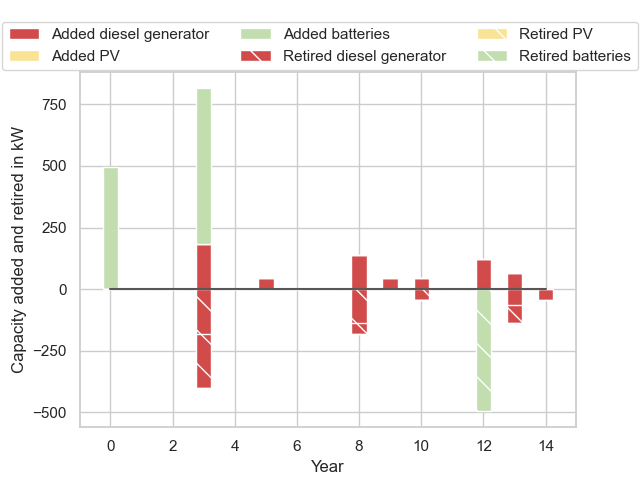 Added diesel generator Added batteries Retired PV
Added PV Retired diesel generator Retired batteries
750
500
250
0
−250
−500
Capacity added and retired in kW
0 2 4 6 8 10 12 14
Year